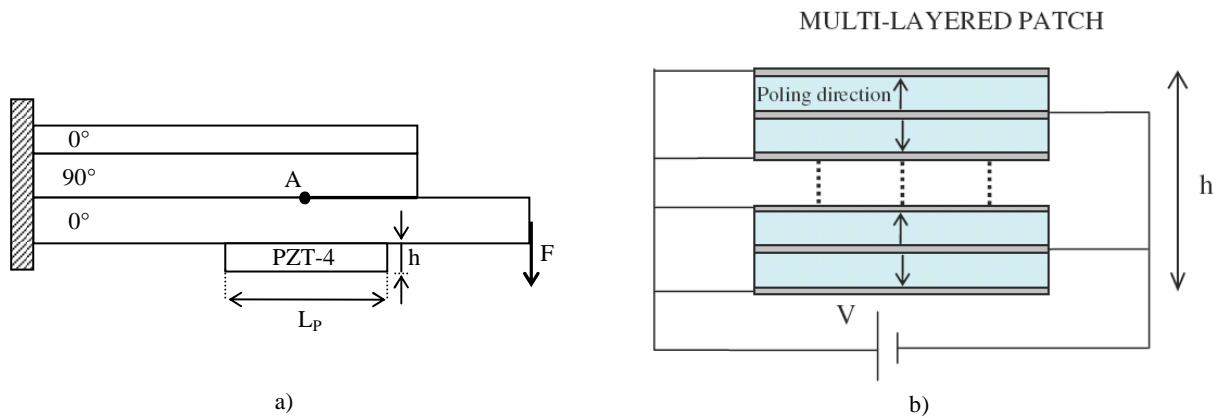 0°
90°
A
0°
PZT-4
h
F
L_P
a)
MULTI-LAYERED PATCH
Poling direction
h
V
b)